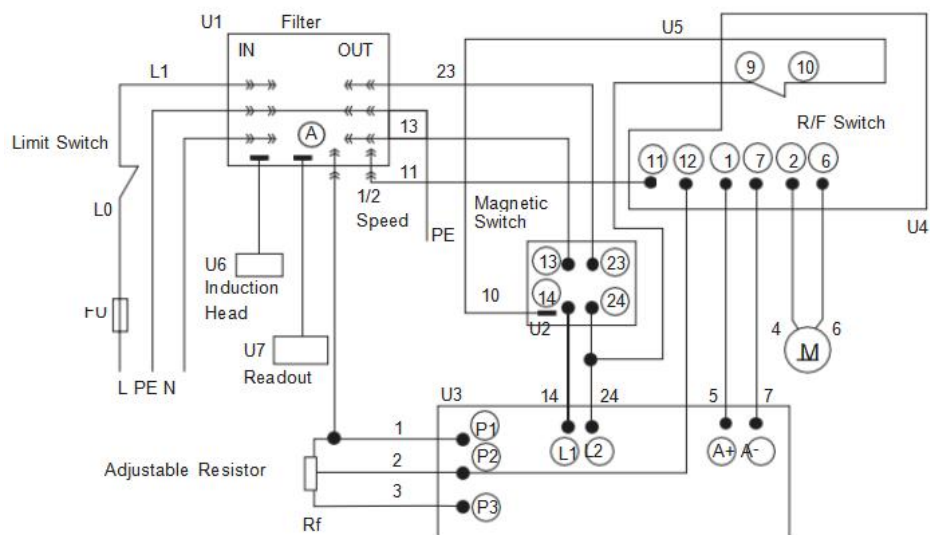 U1 Filter
U5
IN OUT
L1
23
9 10
R/F Switch
A
13
Limit Switch
11
11 12 1 7 2 6
1/2
Speed
Magnetic
Switch
L0
PE
U4
U6
Induction
Head
13 23
10
14 24
U2
4 6
M
U7
Readout
L PE N
U3
14 24 5 7
1
P1
L1 L2 A+ A-
P2
Adjustable Resistor
2
3
P3
Rf